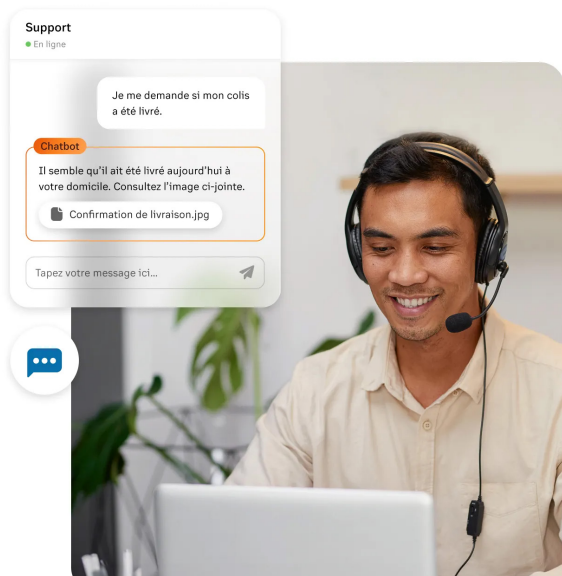 Support
En ligne
Je me demande si mon colis
a été livré.
Chatbot
Il semble qu'il ait été livré aujourd'hui à
votre domicile. Consultez l'image ci-jointe.
Confirmation de livraison.jpg
Tapez votre message ici...